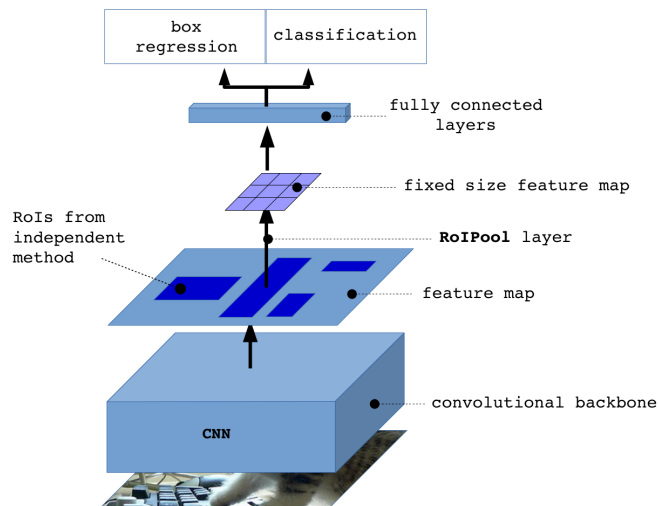 box
regression
classification
fully connected
layers
fixed size feature map
RoIs from
independent
method
RoIPool layer
feature map
convolutional backbone
CNN